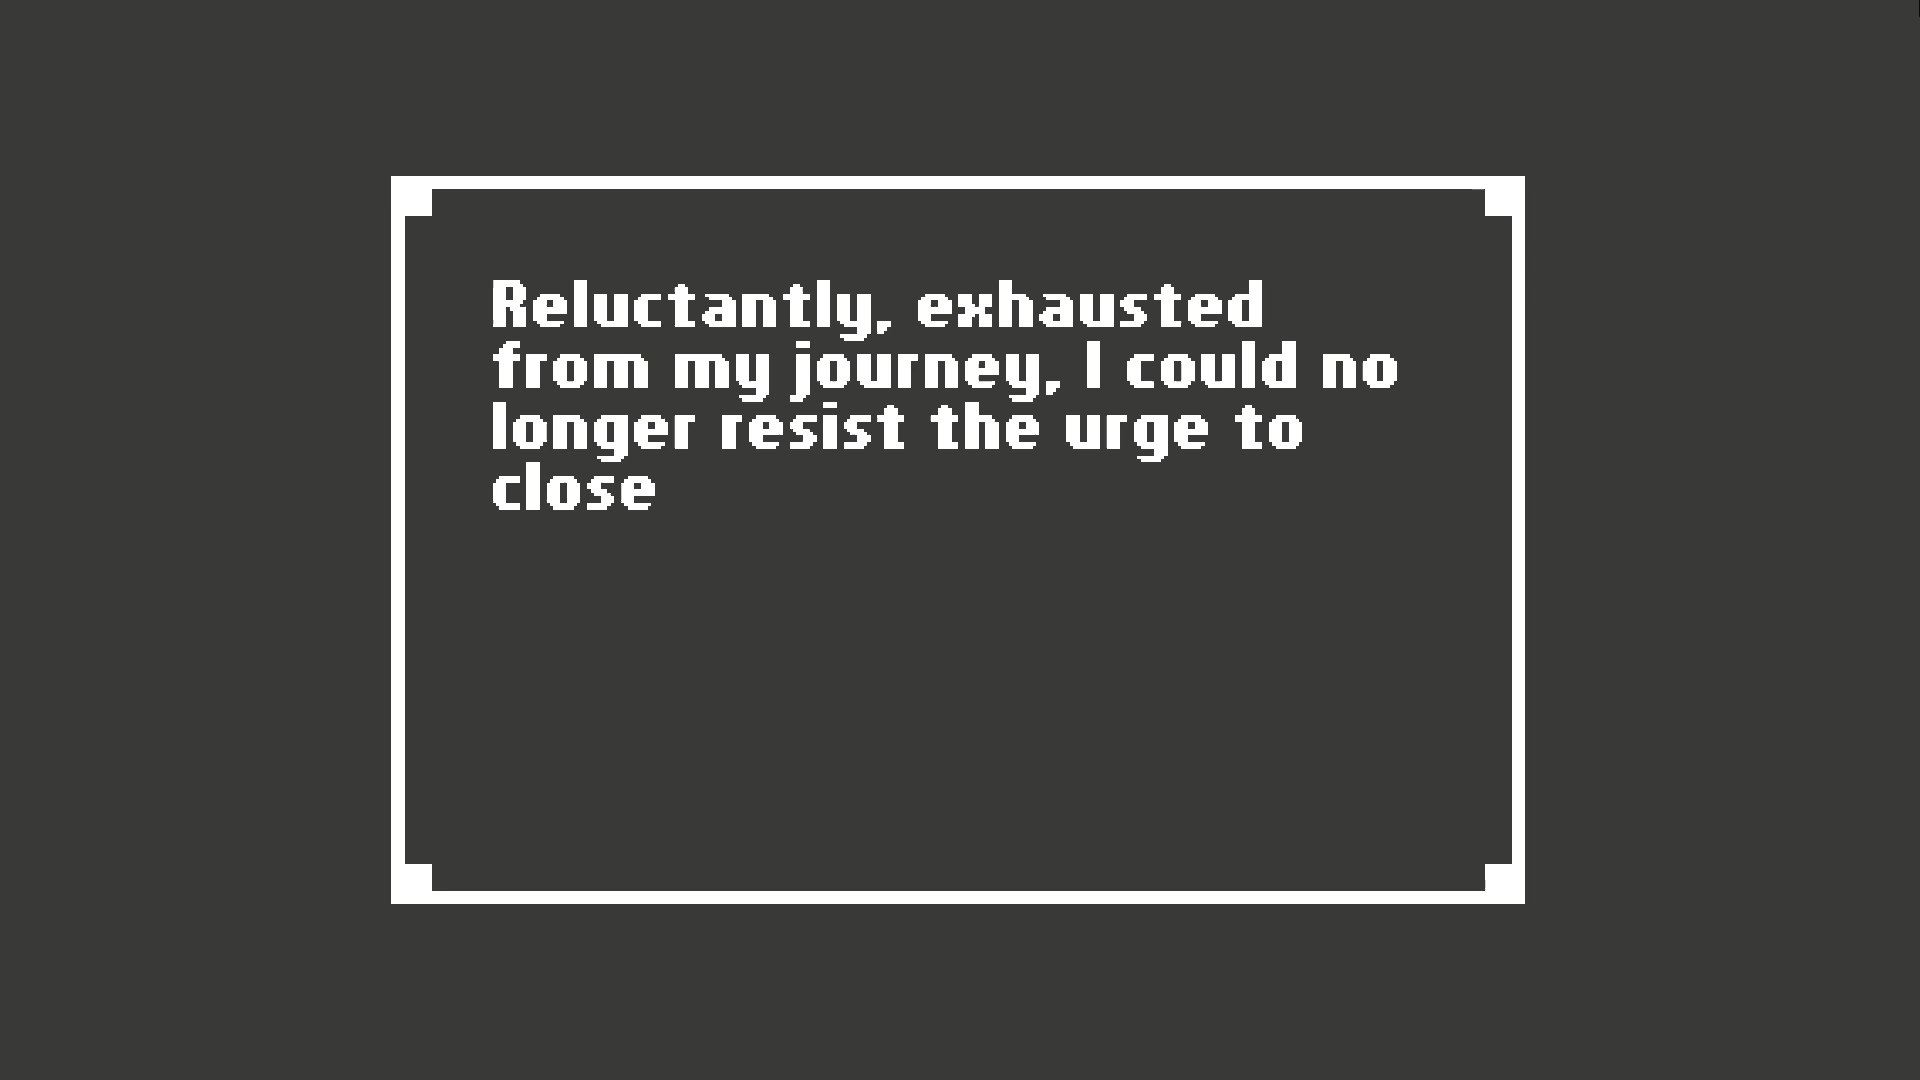 Reluctantly, exhausted
from my journey, I could no
longer resist the urge to
close